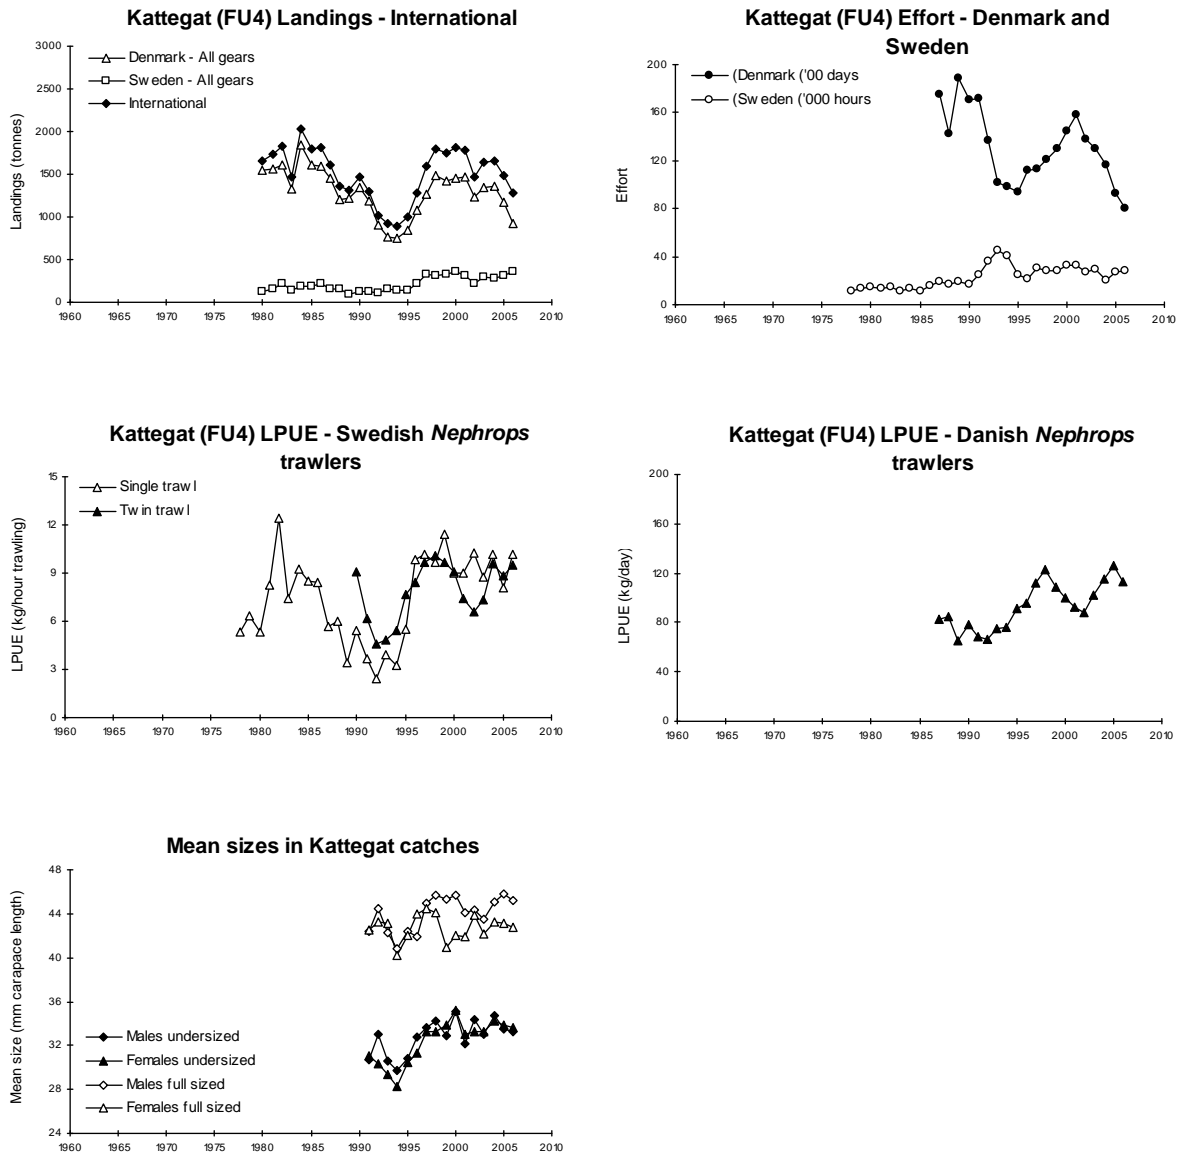 Kattegat (FU4) Landings - International
Landings (tonnes)
3000
2500
2000
1500
1000
500
0
Denmark - All gears
Sweden - All gears
International
1960 1965 1970 1975 1980 1985 1990 1995 2000 2005 2010
Kattegat (FU4) Effort - Denmark and
Sweden
Effort
200
160
120
80
40
0
(Denmark ('00 days
(Sweden ('000 hours
1960 1965 1970 1975 1980 1985 1990 1995 2000 2005 2010
Kattegat (FU4) LPUE - Swedish Nephrops
trawlers
LPUE (kg/hour trawling)
15
12
9
6
3
0
Single trawl
Twin trawl
1960 1965 1970 1975 1980 1985 1990 1995 2000 2005 2010
Kattegat (FU4) LPUE - Danish Nephrops
trawlers
LPUE (kg/day)
200
160
120
80
40
0
1960 1965 1970 1975 1980 1985 1990 1995 2000 2005 2010
Mean sizes in Kattegat catches
Mean size (mm carapace length)
48
44
40
36
32
28
24
Males undersized
Females undersized
Males full sized
Females full sized
1960 1965 1970 1975 1980 1985 1990 1995 2000 2005 2010